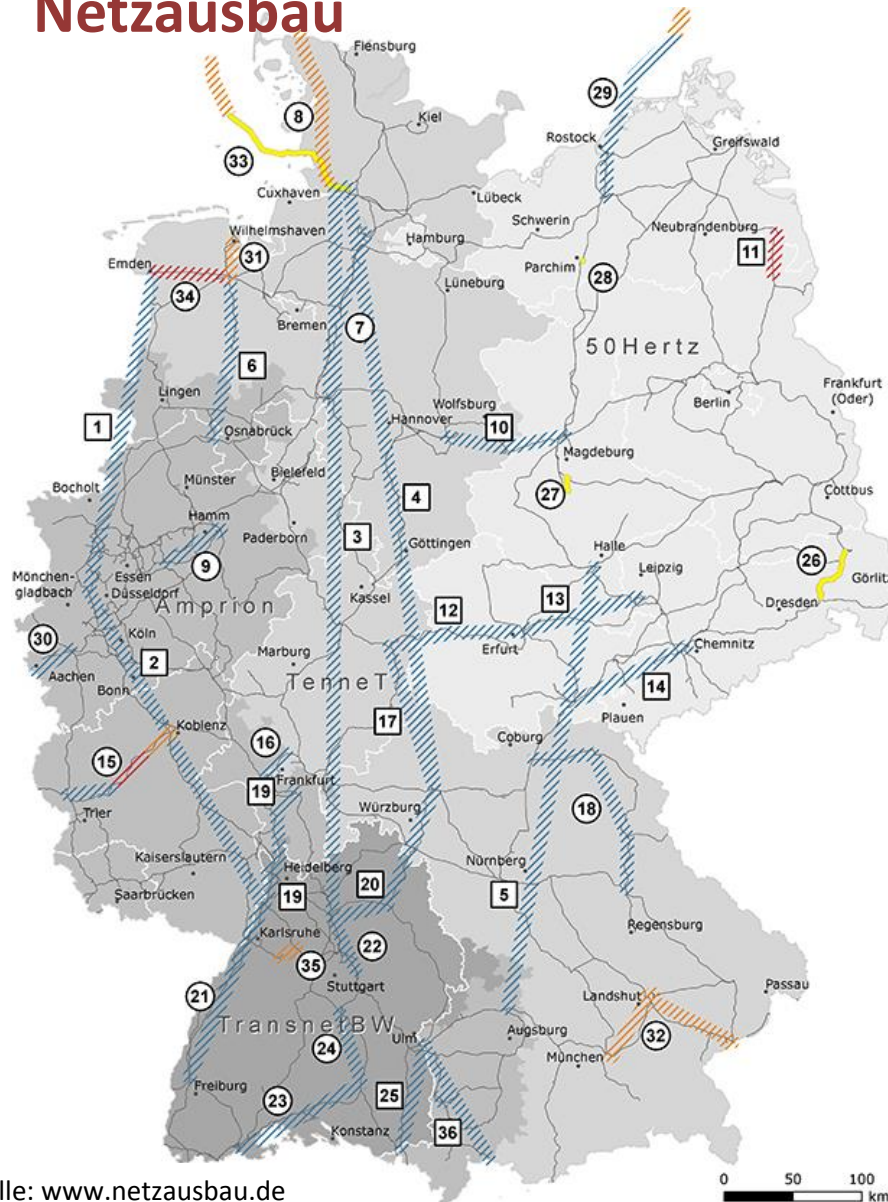 Netzausbau
Flensburg
29
8
Kiel
Rostock
Greifswald
33
Cuxhaven
Lübeck
Schwerin
Wilhelmshaven
Neubrandenburg
Hamburg
11
31
Emden
Parchim
28
34
Lüneburg
Bremen
7
50Hertz
6
Frankfurt
(Oder)
Lingen
Berlin
Wolfsburg
1
Hannover
10
Osnabrück
Magdeburg
Bielefeld
Münster
Bocholt
4
27
Cottbus
Hamm
3
Paderborn
Göttingen
Halle
9
26
Leipzig
Mönchen-
gladbach
Essen
Düsseldorf
Kassel
Görlitz
13
Dresden
Amprion
12
30
Köln
Erfurt
Chemnitz
2
Marburg
Aachen
TenneT
14
Bonn
17
Plauen
Koblenz
16
Coburg
15
Frankfurt
19
Trier
Würzburg
18
Kaiserslautern
Nürnberg
Heidelberg
20
Saarbrücken
19
5
Regensburg
Karlsruhe
22
35
Stuttgart
Passau
21
Landshut
TransnetBW
Ulm
Augsburg
32
24
München
Freiburg
25
23
Konstanz
36
lle: www.netzausbau.de
0 50 100
km